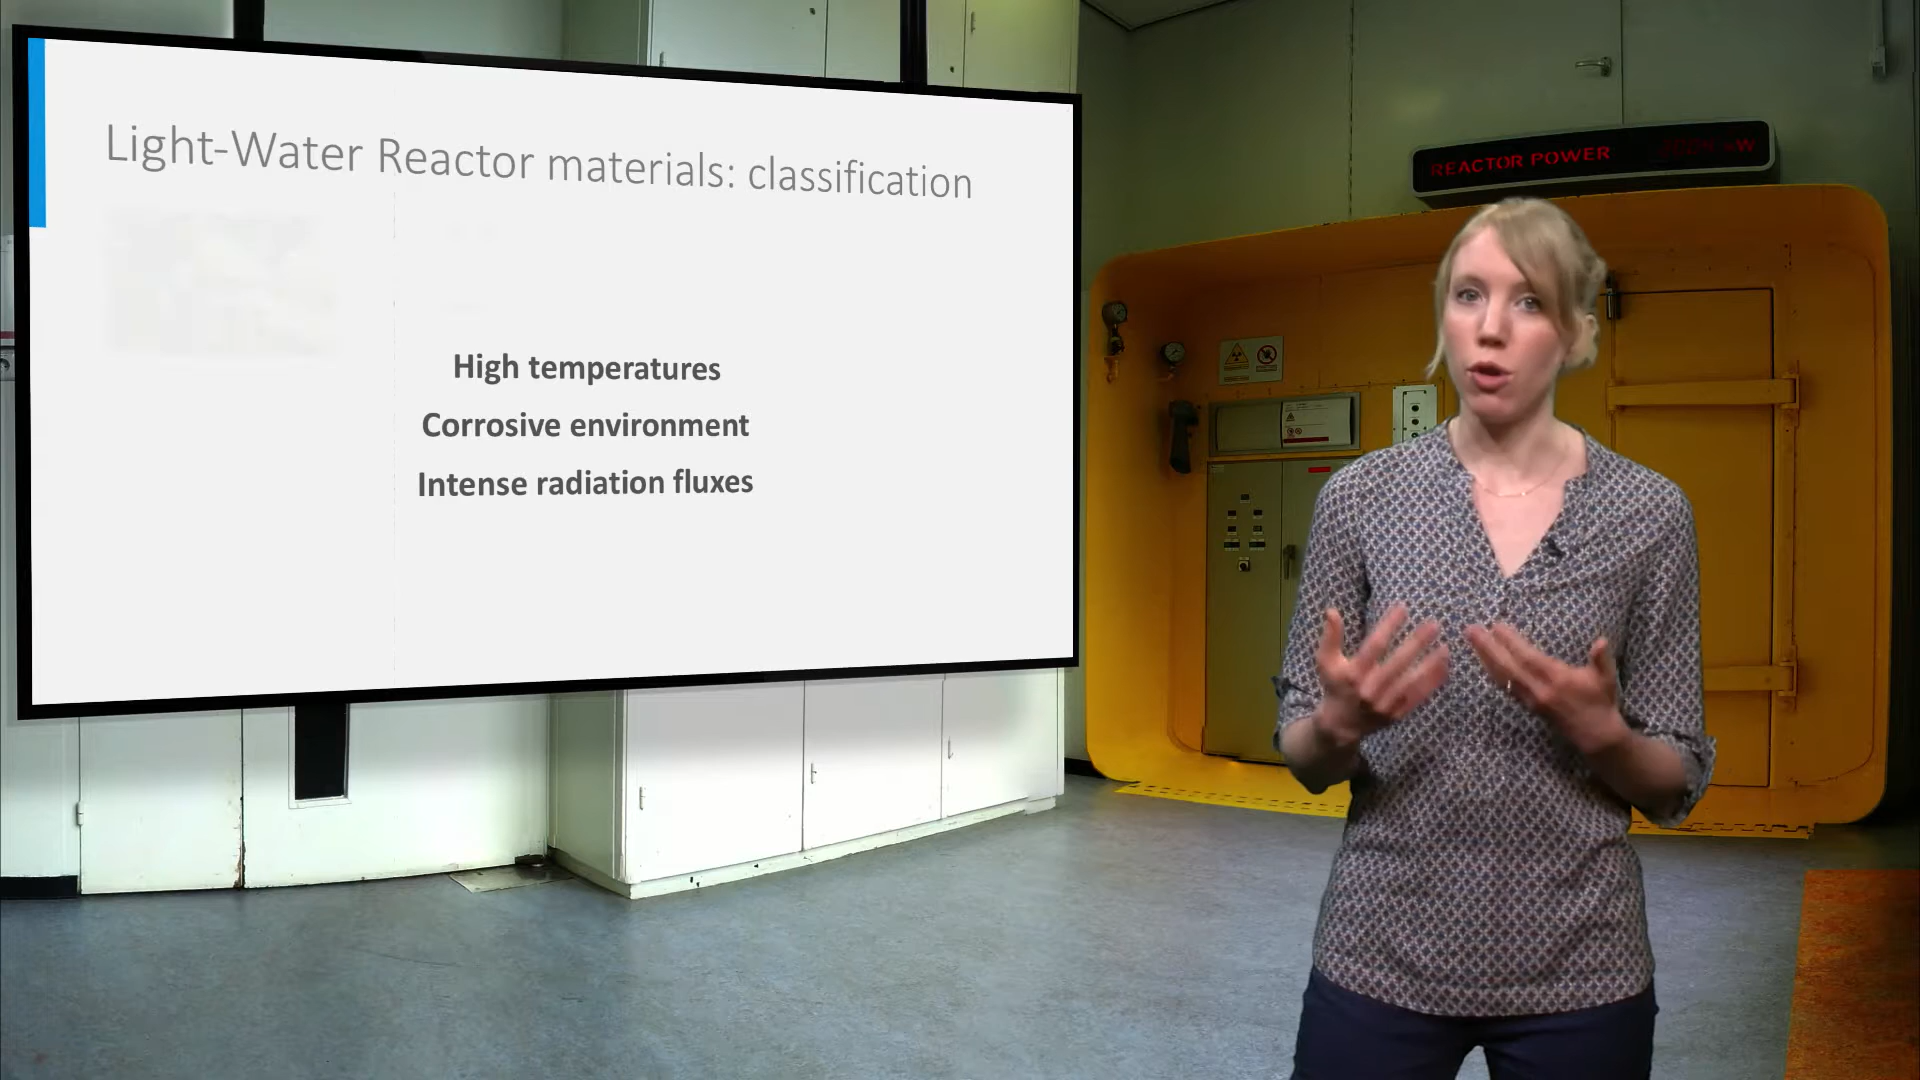 Light-Water Reactor materials: classification
High temperatures
Corrosive environment
Intense radiation fluxes
REACTOR POWER